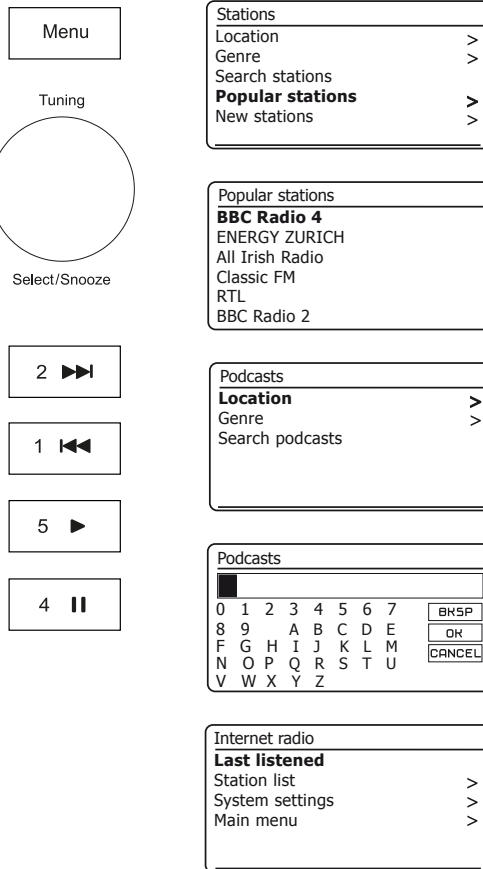 Menu
Tuning
Select/Snooze
2
1
5
4
Stations
Location >
Genre >
Search stations
Popular stations >
New stations >
Popular stations
BBC Radio 4
ENERGY ZURICH
All Irish Radio
Classic FM
RTL
BBC Radio 2
Podcasts
Location >
Genre >
Search podcasts
Podcasts
0 1 2 3 4 5 6 7 BKSP
8 9 A B C D E OK
F G H I J K L M CANCEL
N O P Q R S T U
V W X Y Z
Internet radio
Last listened
Station list >
System settings >
Main menu >